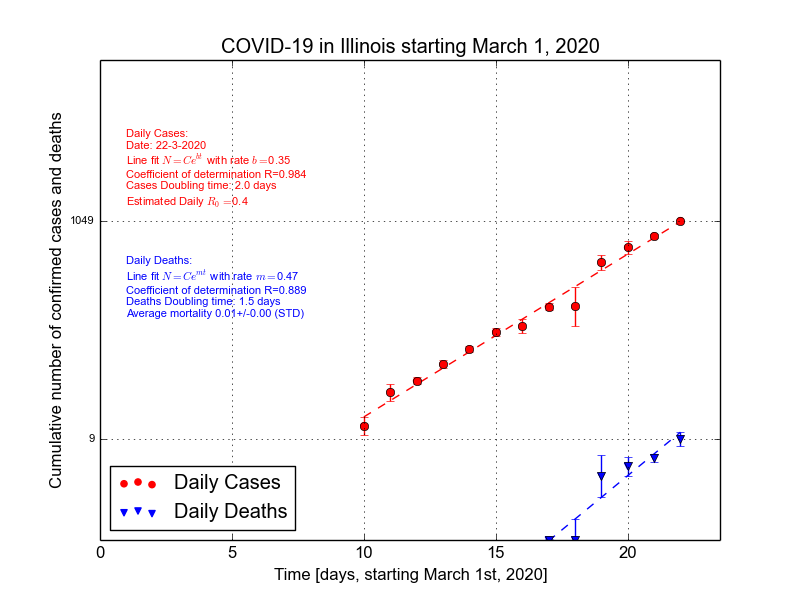 COVID-19 in Illinois starting March 1, 2020
Cumulative number of confirmed cases and deaths
Daily Cases:
Date: 22-3-2020
Line fit N = Ce^{bt} with rate b =0.35
Coefficient of determination R=0.984
Cases Doubling time: 2.0 days
Estimated Daily R_0 =0.4
1049
Daily Deaths:
Line fit N = Ce^{mt} with rate m =0.47
Coefficient of determination R=0.889
Deaths Doubling time: 1.5 days
Average mortality 0.01+/-0.00 (STD)
9
Daily Cases
Daily Deaths
0 5 10 15 20
Time [days, starting March 1st, 2020]